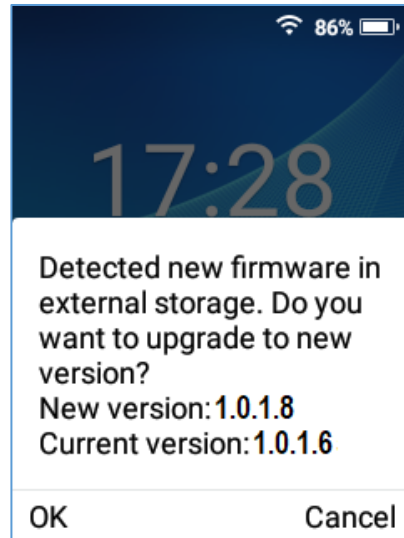 86%
17:28
Detected new firmware in
external storage. Do you
want to upgrade to new
version?
New version:1.0.1.8
Current version:1.0.1.6
OK Cancel